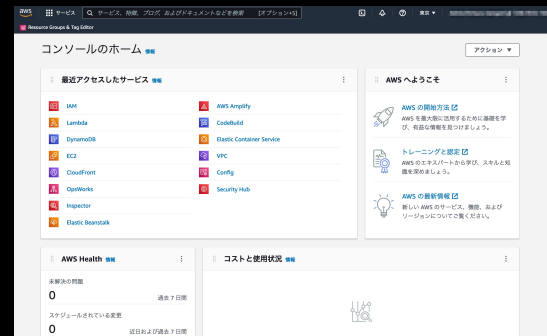 aws
サービス
サービス、特徴、ブログ、およびドキュメントなどを検索
[オプション+S]
東京 ▼
Resource Groups & Tag Editor
コンソールのホーム 情報
アクション ▼
最近アクセスしたサービス 情報
IAM
Lambda
DynamoDB
EC2
CloudFront
OpsWorks
Inspector
Elastic Beanstalk
AWS Amplify
CodeBuild
Elastic Container Service
VPC
Config
Security Hub
AWS へようこそ
AWS の開始方法
AWS を最大限に活用するために基礎を学
び、有益な情報を見つけましょう。
トレーニングと認定
AWS のエキスパートから学び、スキルと知
識を深めましょう。
AWS の最新情報
新しい AWS のサービス、機能、および
リージョンについてご覧ください。
AWS Health 情報
未解決の問題
0
過去 7 日間
スケジュールされている変更
0
近日および過去 7 日間
コストと使用状況 情報